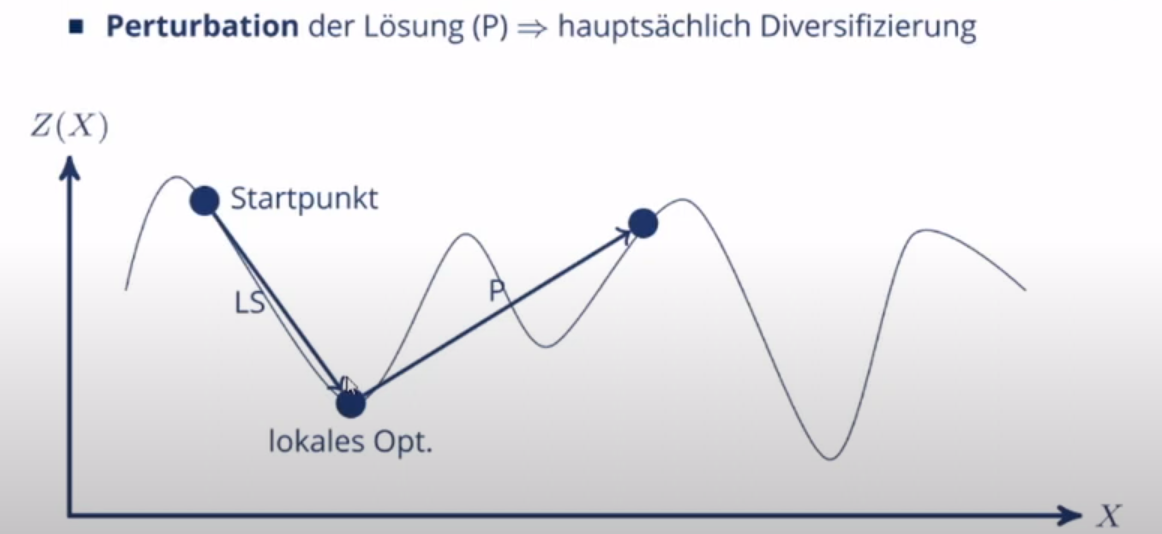 ▪ Perturbation der Lösung (P) ⇒ hauptsächlich Diversifizierung
Z(X)
Startpunkt
LS
P
lokales Opt.
X